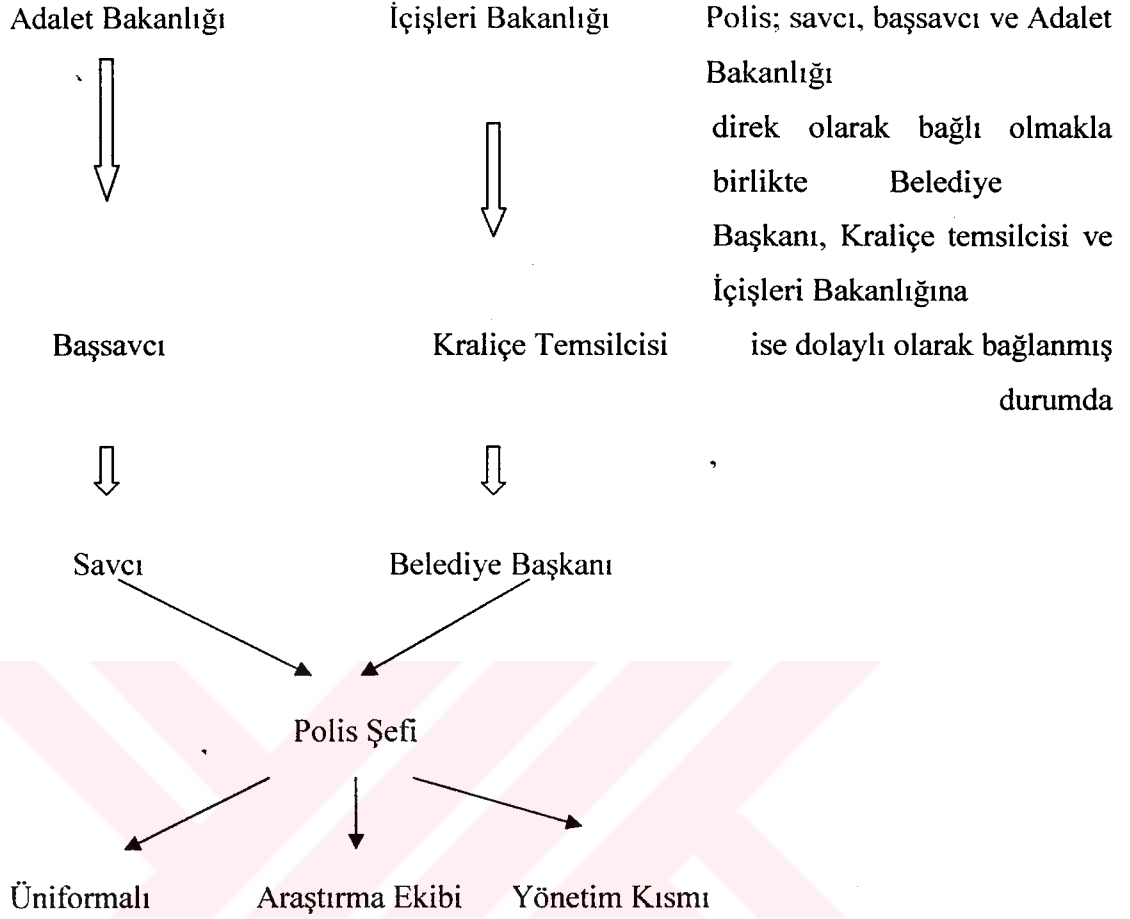 Adalet Bakanlığı
İçişleri Bakanlığı
Polis; savcı, başsavcı ve Adalet
Bakanlığı
direk olarak bağlı olmakla
birlikte Belediye
Başkanı, Kraliçe temsilcisi ve
İçişleri Bakanlığına
ise dolaylı olarak bağlanmış
durumda
Başsavcı
Kraliçe Temsilcisi
Savcı
Belediye Başkanı
Polis Şefi
Üniformalı
Araştırma Ekibi
Yönetim Kısmı